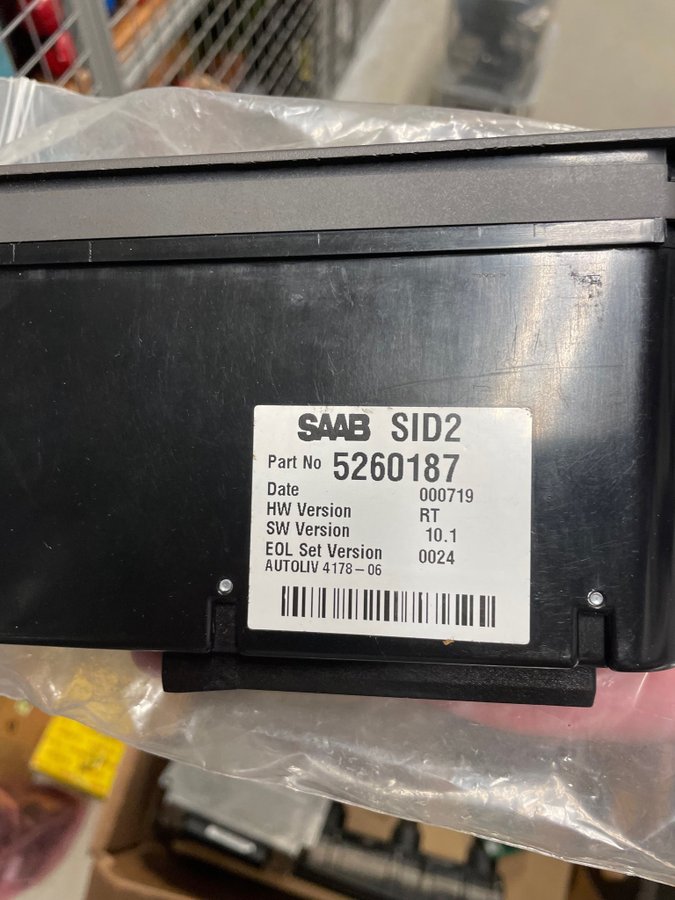 SAAB SID2
Part No 5260187
Date 000719
HW Version RT
SW Version 10.1
EOL Set Version 0024
AUTOLIV 4178-06